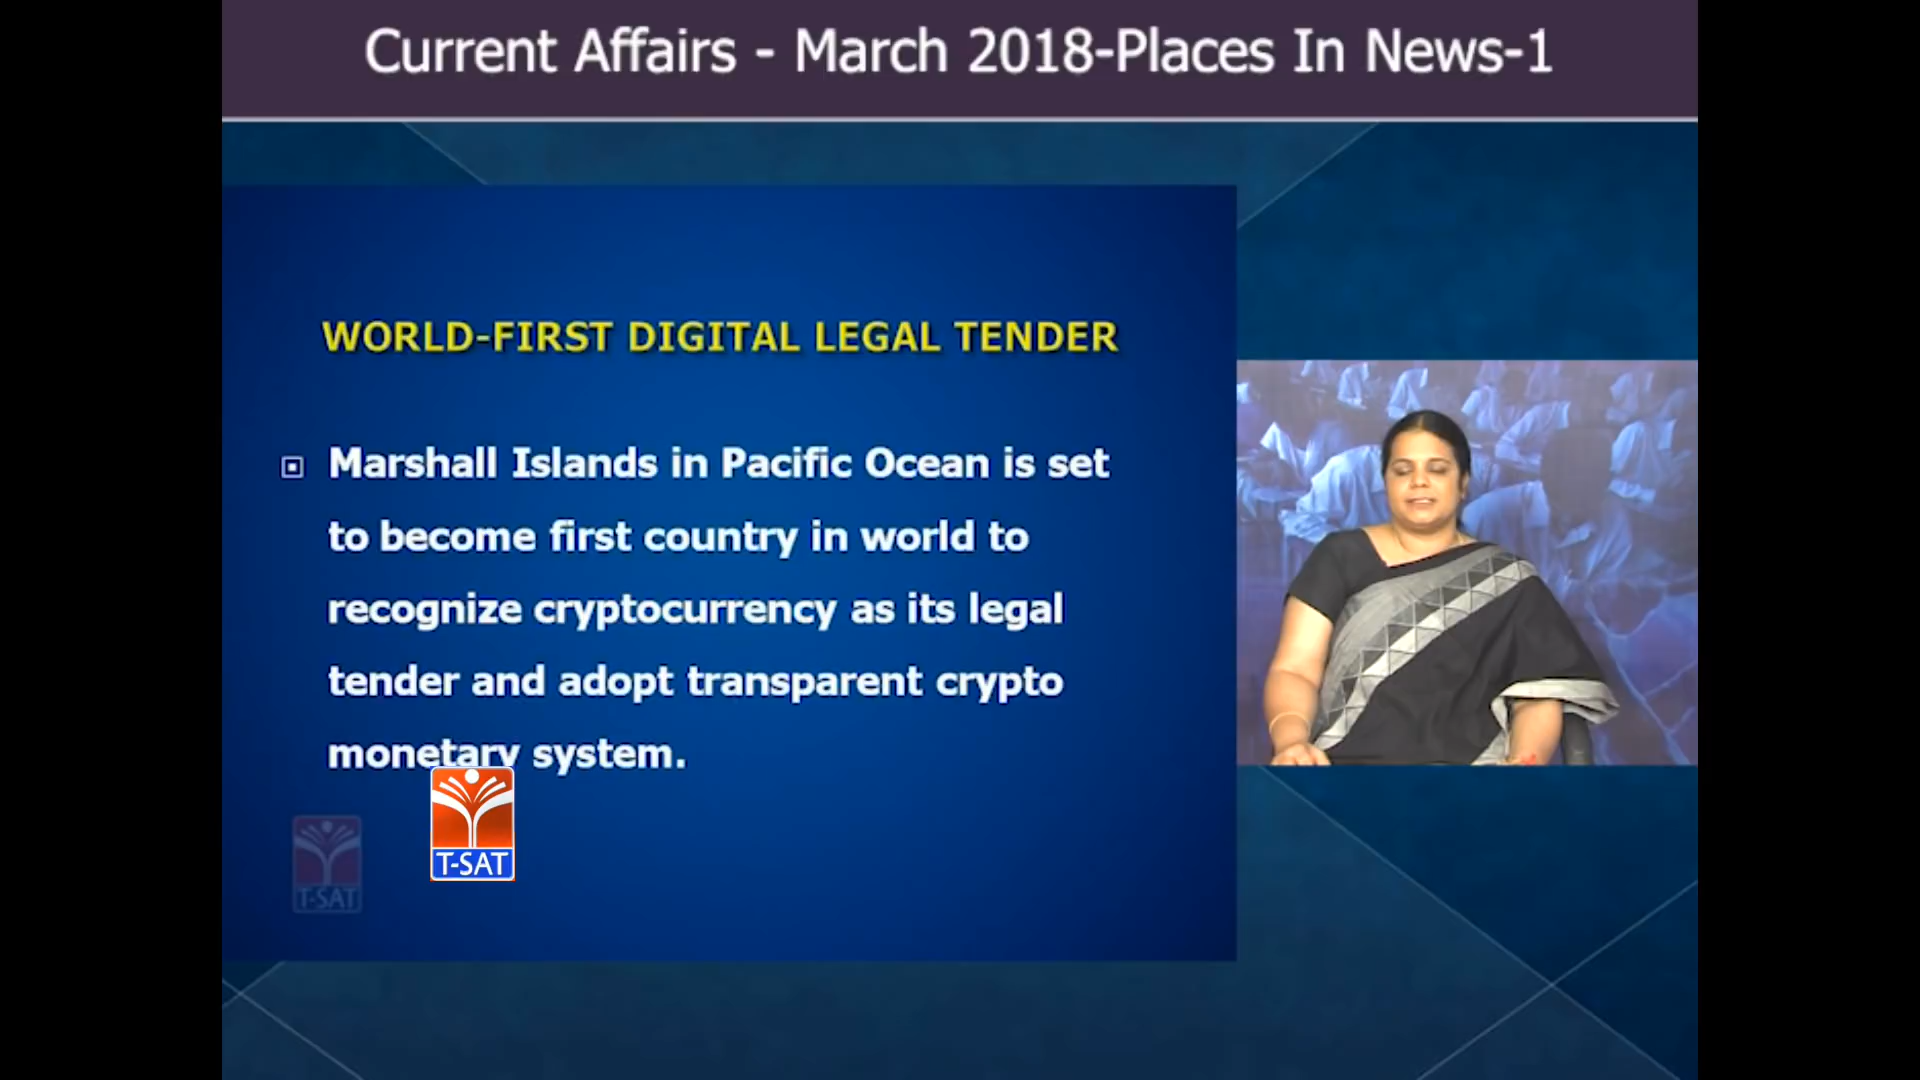 Current Affairs - March 2018-Places In News-1
WORLD-FIRST DIGITAL LEGAL TENDER
Marshall Islands in Pacific Ocean is set
to become first country in world to
recognize cryptocurrency as its legal
tender and adopt transparent crypto
monetary system.
T-SAT
T-SAT